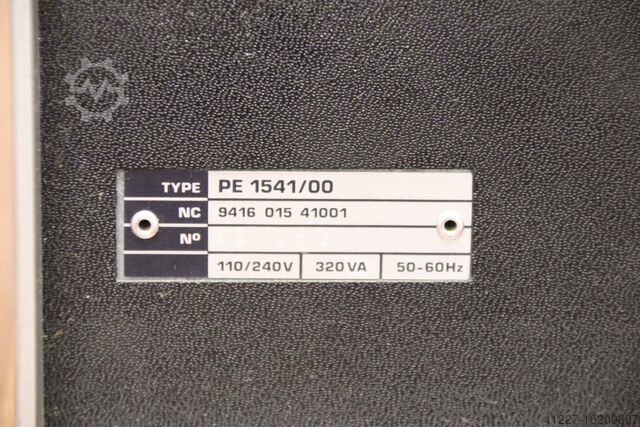 TYPE PE 1541/00
NC 9416 015 41001
Nº
110/240V 320VA 50-60Hz
41227-16209807